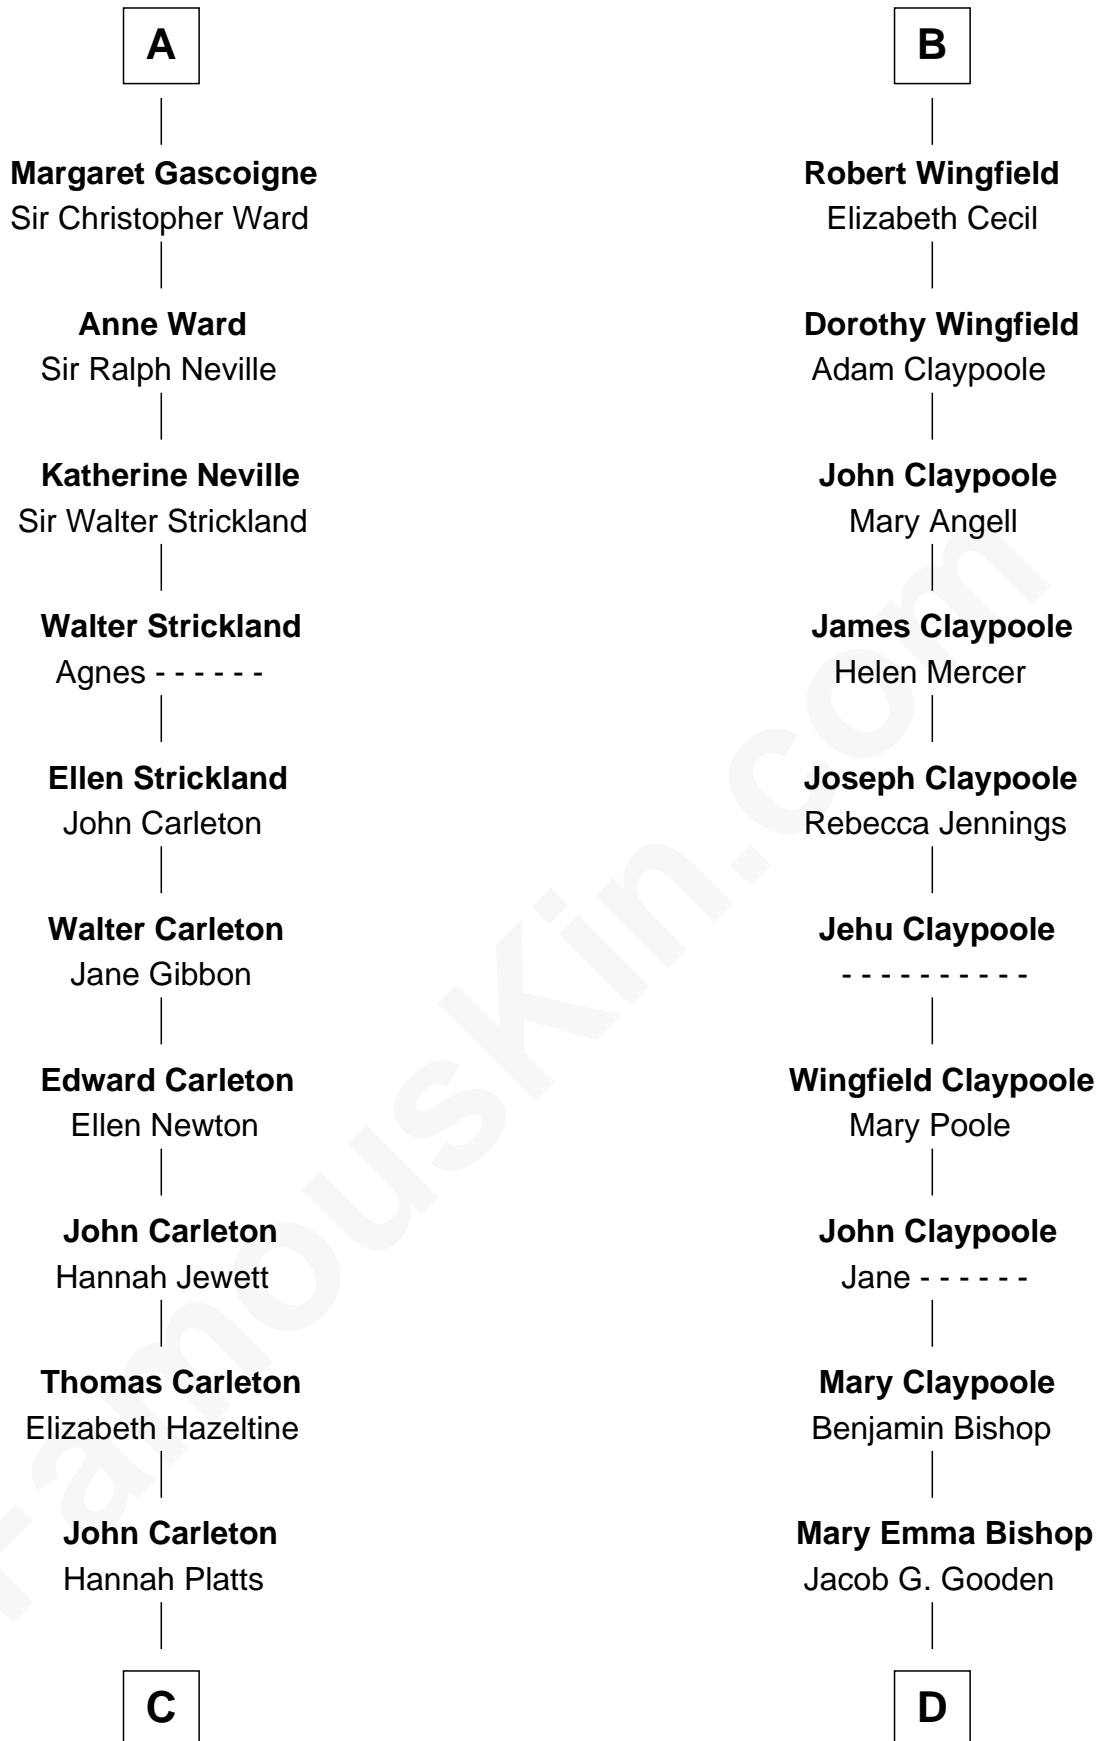 A
Margaret Gascoigne
Sir Christopher Ward
Anne Ward
Sir Ralph Neville
Katherine Neville
Sir Walter Strickland
Walter Strickland
Agnes - - - - - -
Ellen Strickland
John Carleton
Walter Carleton
Jane Gibbon
Edward Carleton
Ellen Newton
John Carleton
Hannah Jewett
Thomas Carleton
Elizabeth Hazeltine
John Carleton
Hannah Platts
C
B
Robert Wingfield
Elizabeth Cecil
Dorothy Wingfield
Adam Claypoole
John Claypoole
Mary Angell
James Claypoole
Helen Mercer
Joseph Claypoole
Rebecca Jennings
Jehu Claypoole
- - - - - - - - - -
Wingfield Claypoole
Mary Poole
John Claypoole
Jane - - - - - -
Mary Claypoole
Benjamin Bishop
Mary Emma Bishop
Jacob G. Gooden
D
FamousKin.com